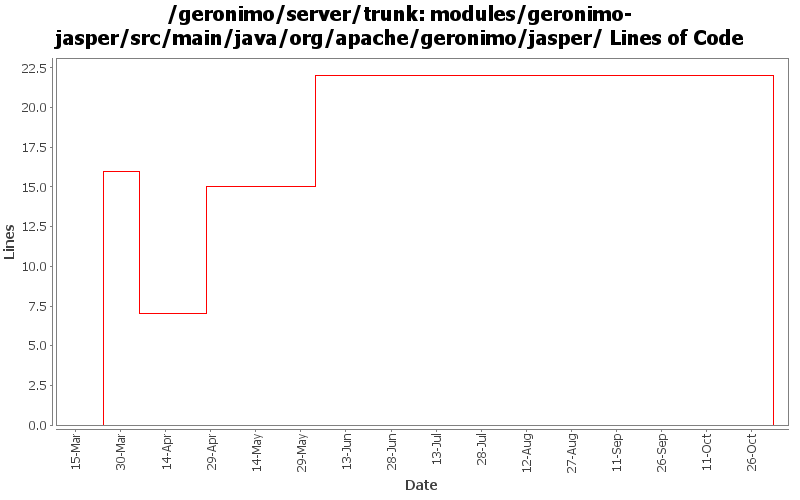 /geronimo/server/trunk: modules/geronimo-
jasper/src/main/java/org/apache/geronimo/jasper/ Lines of Code
22.5
20.0
17.5
15.0
12.5
10.0
7.5
5.0
2.5
0.0
Lines
15-Mar
30-Mar
14-Apr
29-Apr
14-May
29-May
13-Jun
28-Jun
13-Jul
28-Jul
12-Aug
27-Aug
11-Sep
26-Sep
11-Oct
26-Oct
Date